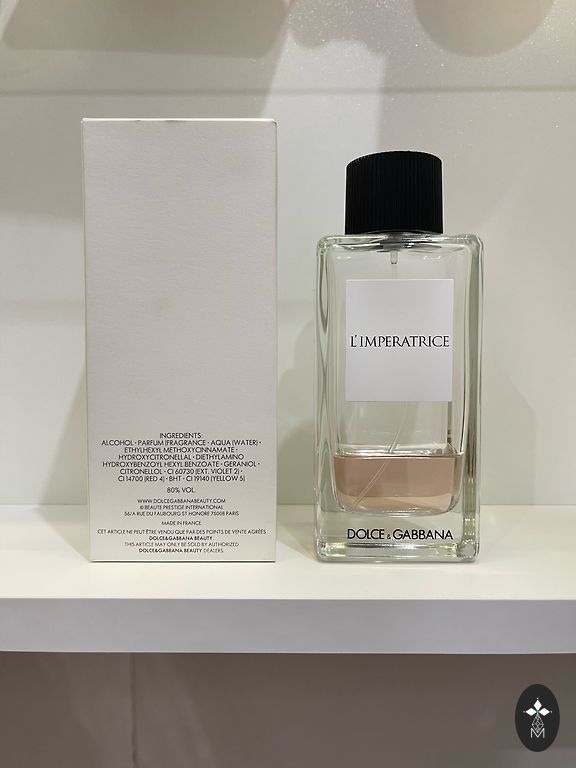 INGREDIENTS:
ALCOHOL • PARFUM (FRAGRANCE) • AQUA (WATER) •
ETHYLHEXYL METHOXYCINNAMATE •
HYDROXYCITRONELLAL • DIETHYLAMINO
HYDROXYBENZOYL HEXYL BENZOATE • GERANIOL •
CITRONELLOL • CI 60730 (EXT. VIOLET 2) •
CI 14700 (RED 4) • BHT • CI 19140 (YELLOW 5)
80% VOL
WWW.DOLCEGABBANABEAUTY.COM
© BEAUTE PRESTIGE INTERNATIONAL
56/A RUE DU FAUBOURG ST HONORE 75008 PARIS
MADE IN FRANCE
CET ARTICLE NE PEUT ÊTRE VENDU QUE PAR DES POINTS DE VENTE AGRÉÉS
DOLCE&GABBANA BEAUTY.
THIS ARTICLE MAY ONLY BE SOLD BY AUTHORIZED
DOLCE&GABBANA BEAUTY DEALERS.
L'IMPERATRICE
DOLCE & GABBANA
M